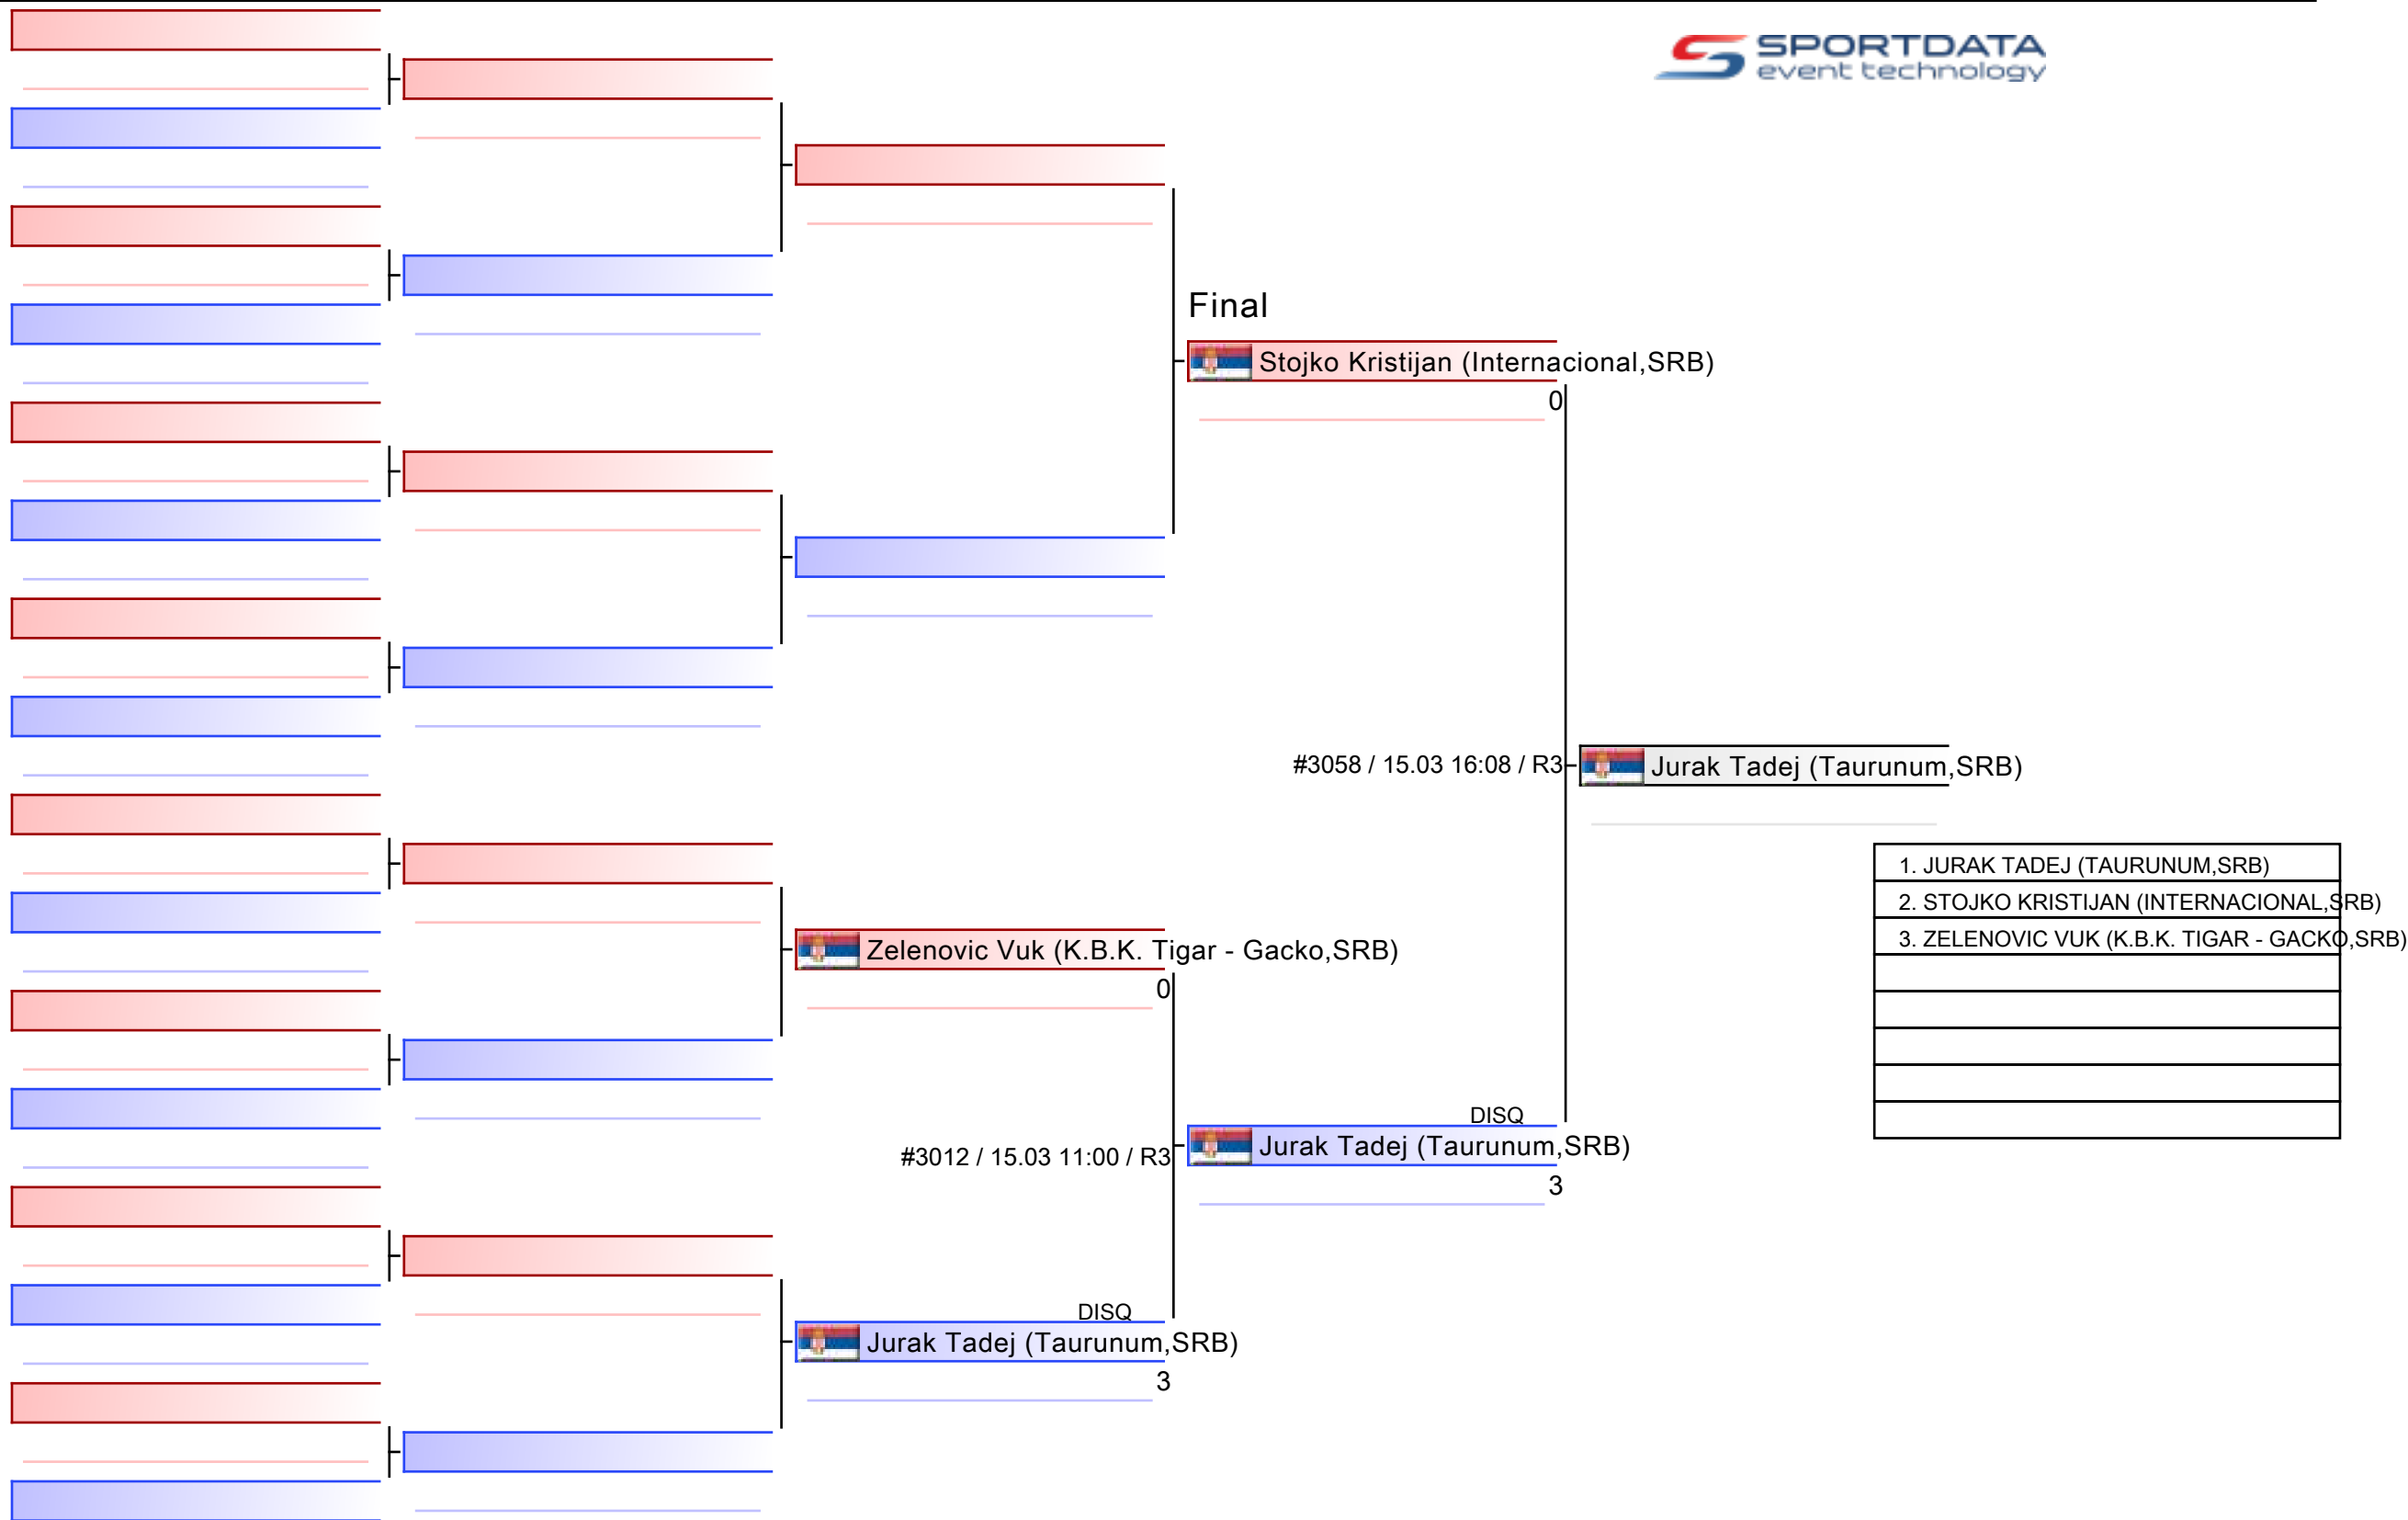 SPORTDATA
event technology
Final
Stojko Kristijan (Internacional,SRB)
0
#3058 / 15.03 16:08 / R3
Jurak Tadej (Taurunum,SRB)
1. JURAK TADEJ (TAURUNUM,SRB)
2. STOJKO KRISTIJAN (INTERNACIONAL,SRB)
3. ZELENOVIC VUK (K.B.K. TIGAR - GACKO,SRB)
Zelenovic Vuk (K.B.K. Tigar - Gacko,SRB)
0
DISQ
#3012 / 15.03 11:00 / R3
Jurak Tadej (Taurunum,SRB)
3
DISQ
Jurak Tadej (Taurunum,SRB)
3